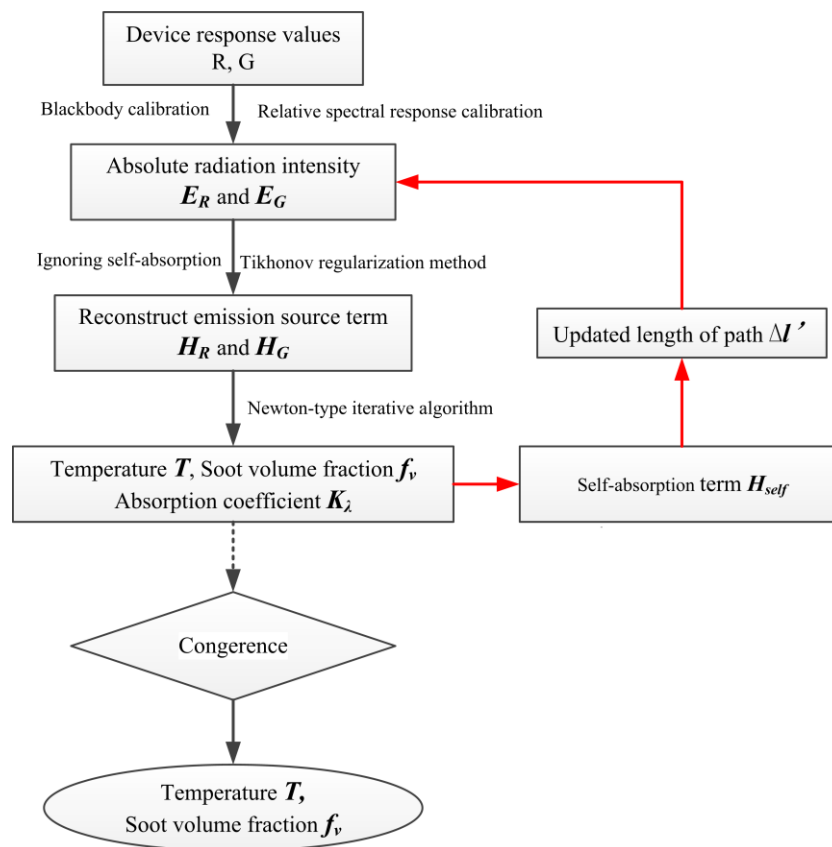 Device response values
R, G
Blackbody calibration
Relative spectral response calibration
Absolute radiation intensity
E_R and E_G
Ignoring self-absorption
Tikhonov regularization method
Reconstruct emission source term
H_R and H_G
Updated length of path Δl′
Newton-type iterative algorithm
Temperature T, Soot volume fraction f_v
Absorption coefficient K_λ
Self-absorption term H_self
Congerence
Temperature T,
Soot volume fraction f_v